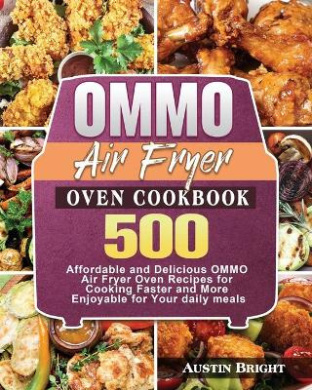 OMMO
Air Fryer
OVEN COOKBOOK
500
Affordable and Delicious OMMO
Air Fryer Oven Recipes for
Cooking Faster and More
Enjoyable for Your daily meals
AUSTIN BRIGHT